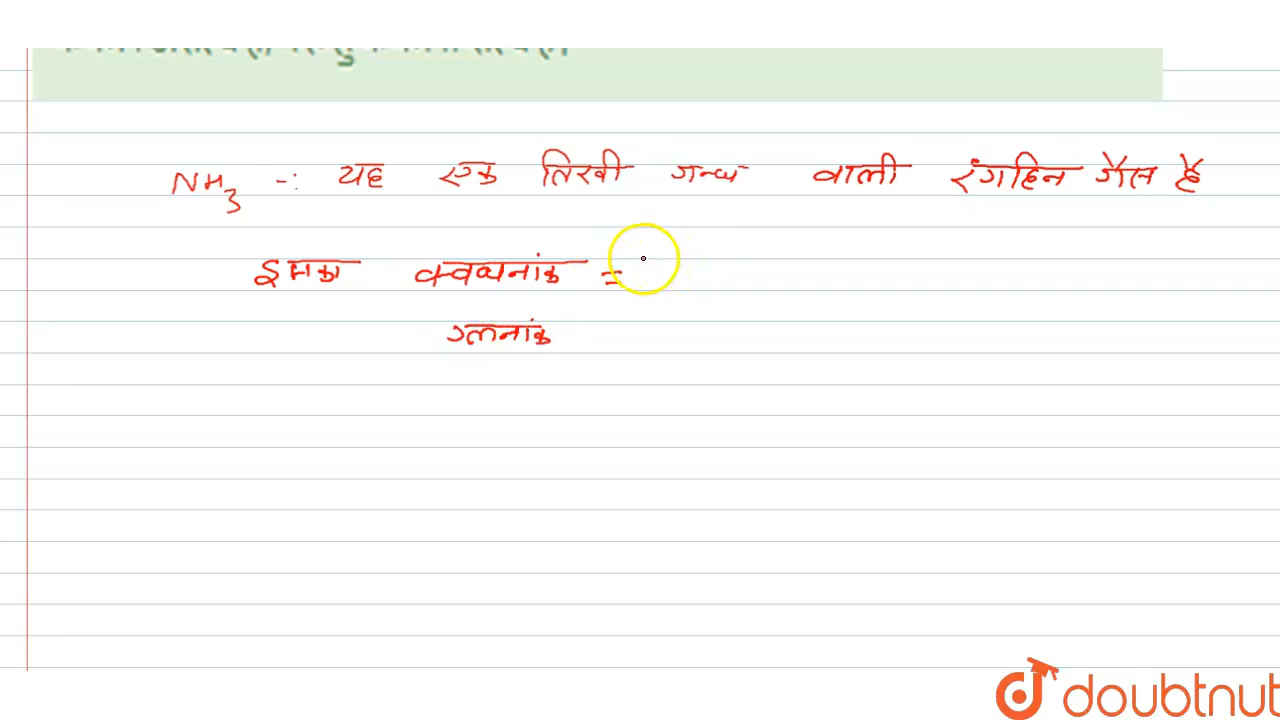 NH3 -: यह एक तिखी गन्ध वाली रंगहिन गैस है
इसका क्वथनांक =
गलनांक
doubtnut